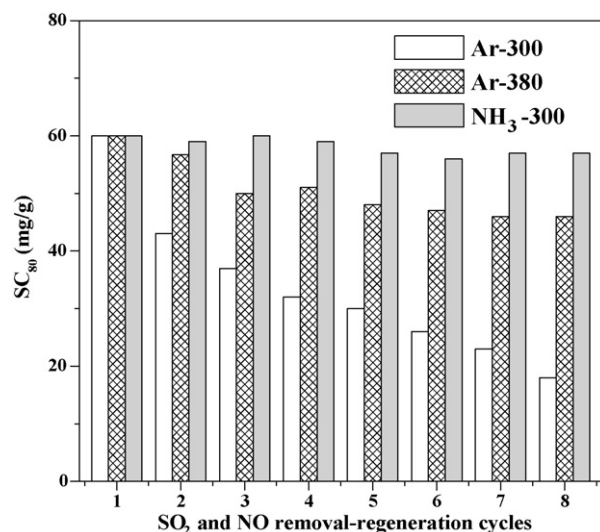 80
60
40
20
0
SC₈₀ (mg/g)
Ar-300
Ar-380
NH₃-300
1 2 3 4 5 6 7 8
SO₂ and NO removal-regeneration cycles